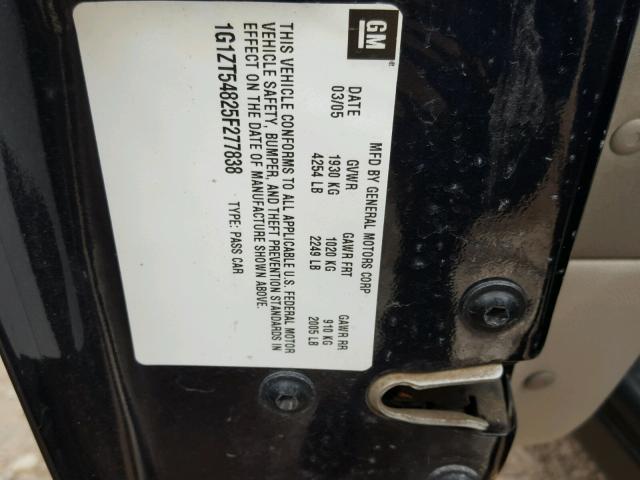 GM
MFD BY GENERAL MOTORS CORP
DATE GVWR GAWR FRT GAWR RR
03/05 1930 KG 1020 KG 910 KG
4254 LB 2249 LB 2005 LB
THIS VEHICLE CONFORMS TO ALL APPLICABLE U.S. FEDERAL MOTOR
VEHICLE SAFETY, BUMPER, AND THEFT PREVENTION STANDARDS IN
EFFECT ON THE DATE OF MANUFACTURE SHOWN ABOVE.
1G1ZT54825F277838 TYPE: PASS CAR